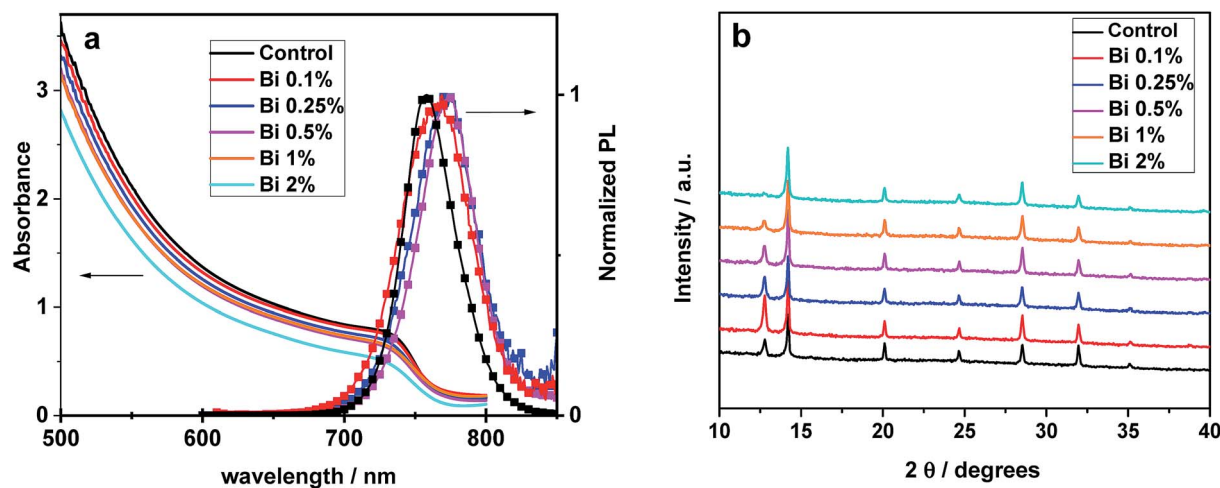 a
Control
Bi 0.1%
Bi 0.25%
Bi 0.5%
Bi 1%
Bi 2%
3
2
1
0
Absorbance
500
600
700
800
wavelength / nm
1
0
Normalized PL
b
Control
Bi 0.1%
Bi 0.25%
Bi 0.5%
Bi 1%
Bi 2%
Intensity / a.u.
10
15
20
25
30
35
40
2 θ / degrees